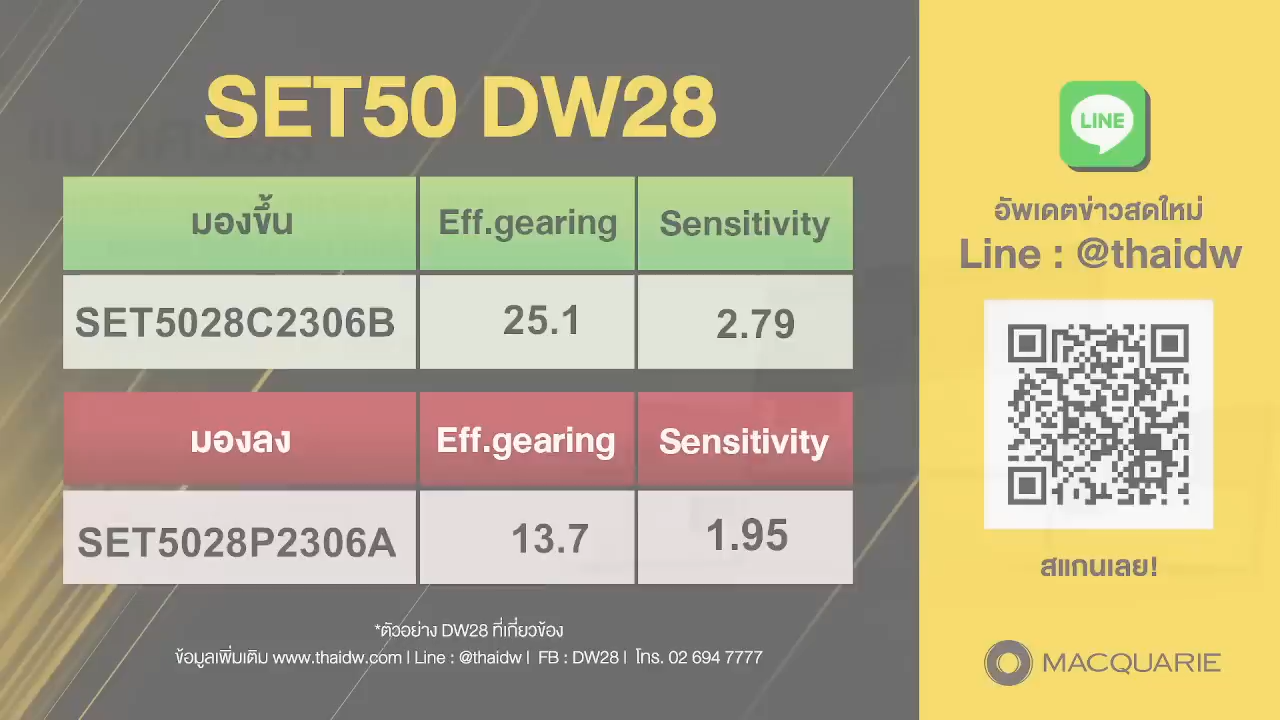 SET50 DW28
มองขึ้น Eff.gearing Sensitivity
SET5028C2306B 25.1 2.79
มองลง Eff.gearing Sensitivity
SET5028P2306A 13.7 1.95
*ตัวอย่าง DW28 ที่เกี่ยวข้อง
ข้อมูลเพิ่มเติม www.thaidw.com | Line : @thaidw | FB : DW28 | โทร. 02 694 7777
LINE
อัพเดตข่าวสดใหม่
Line : @thaidw
สแกนเลย!
MACQUARIE